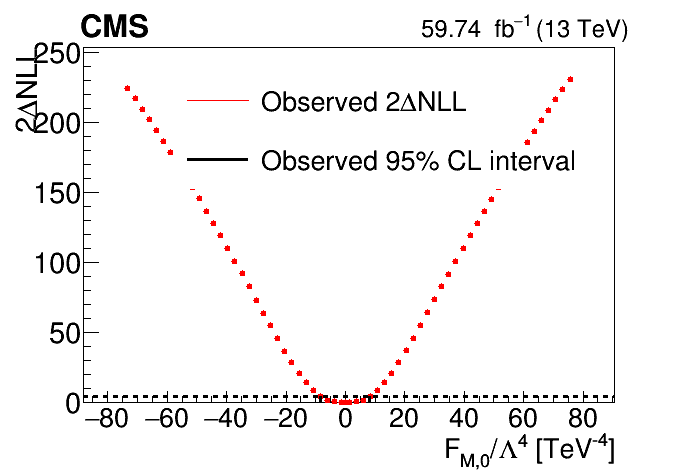 CMS 59.74 fb⁻¹ (13 TeV)
2ΔNLL
250
200
150
100
50
0
Observed 2ΔNLL
Observed 95% CL interval
−80 −60 −40 −20 0 20 40 60 80
F_M,0/Λ⁴ [TeV⁻⁴]